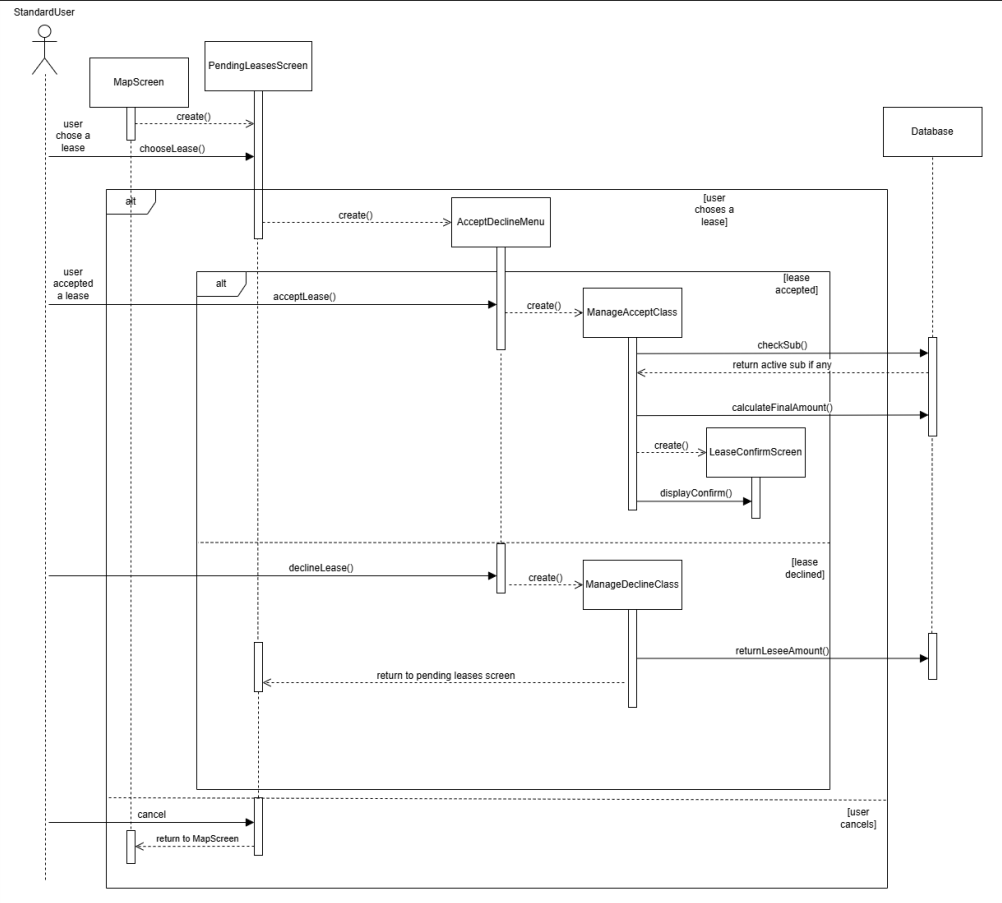 StandardUser
PendingLeasesScreen
MapScreen
create()
Database
user
chose a
lease
chooseLease()
alt
[user
choses a
lease]
create()
AcceptDeclineMenu
user
accepted
a lease
alt
[lease
accepted]
acceptLease()
create()
ManageAcceptClass
checkSub()
return active sub if any
calculateFinalAmount()
create()
LeaseConfirmScreen
displayConfirm()
[lease
declined]
declineLease()
create()
ManageDeclineClass
returnLeseeAmount()
return to pending leases screen
cancel
[user
cancels]
return to MapScreen